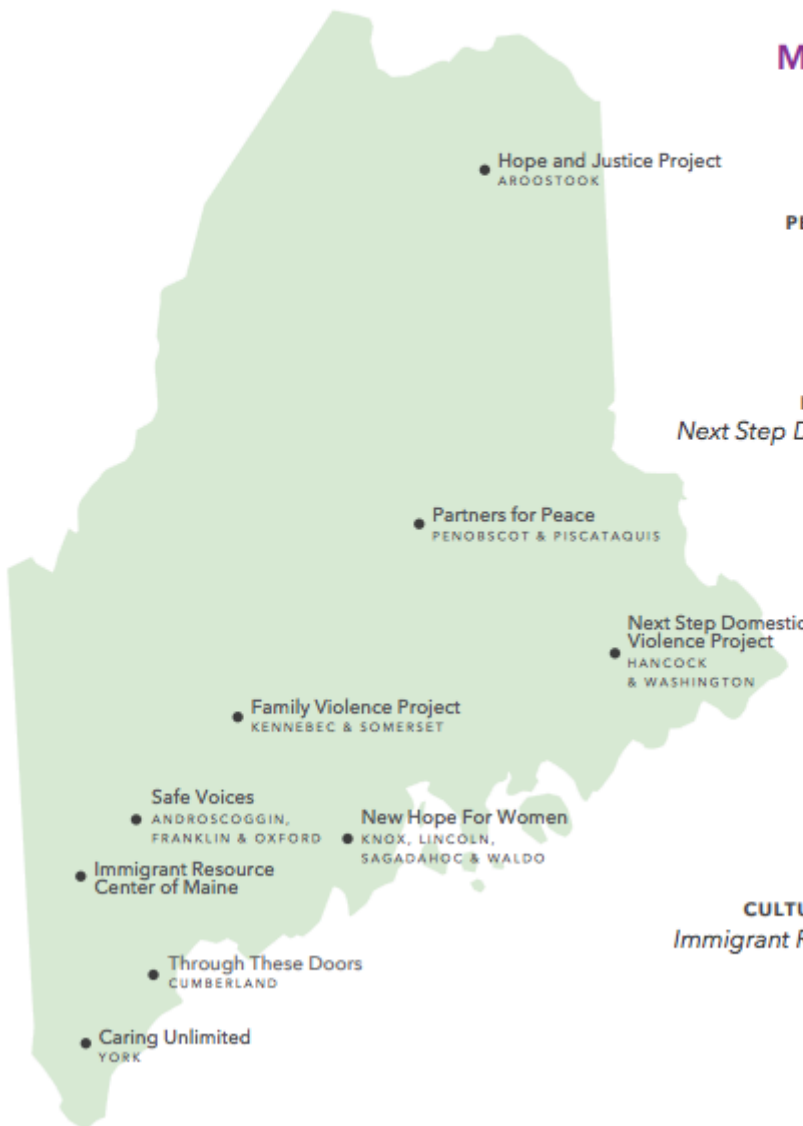 M
Hope and Justice Project
AROOSTOOK
PE
Next Step D
Partners for Peace
PENOBSCOT & PISCATAQUIS
Next Step Domestic
Violence Project
HANCOCK
& WASHINGTON
Family Violence Project
KENNEBEC & SOMERSET
Safe Voices
ANDROSCOGGIN,
FRANKLIN & OXFORD
New Hope For Women
KNOX, LINCOLN,
SAGADAHOC & WALDO
Immigrant Resource
Center of Maine
CULTU
Immigrant R
Through These Doors
CUMBERLAND
Caring Unlimited
YORK